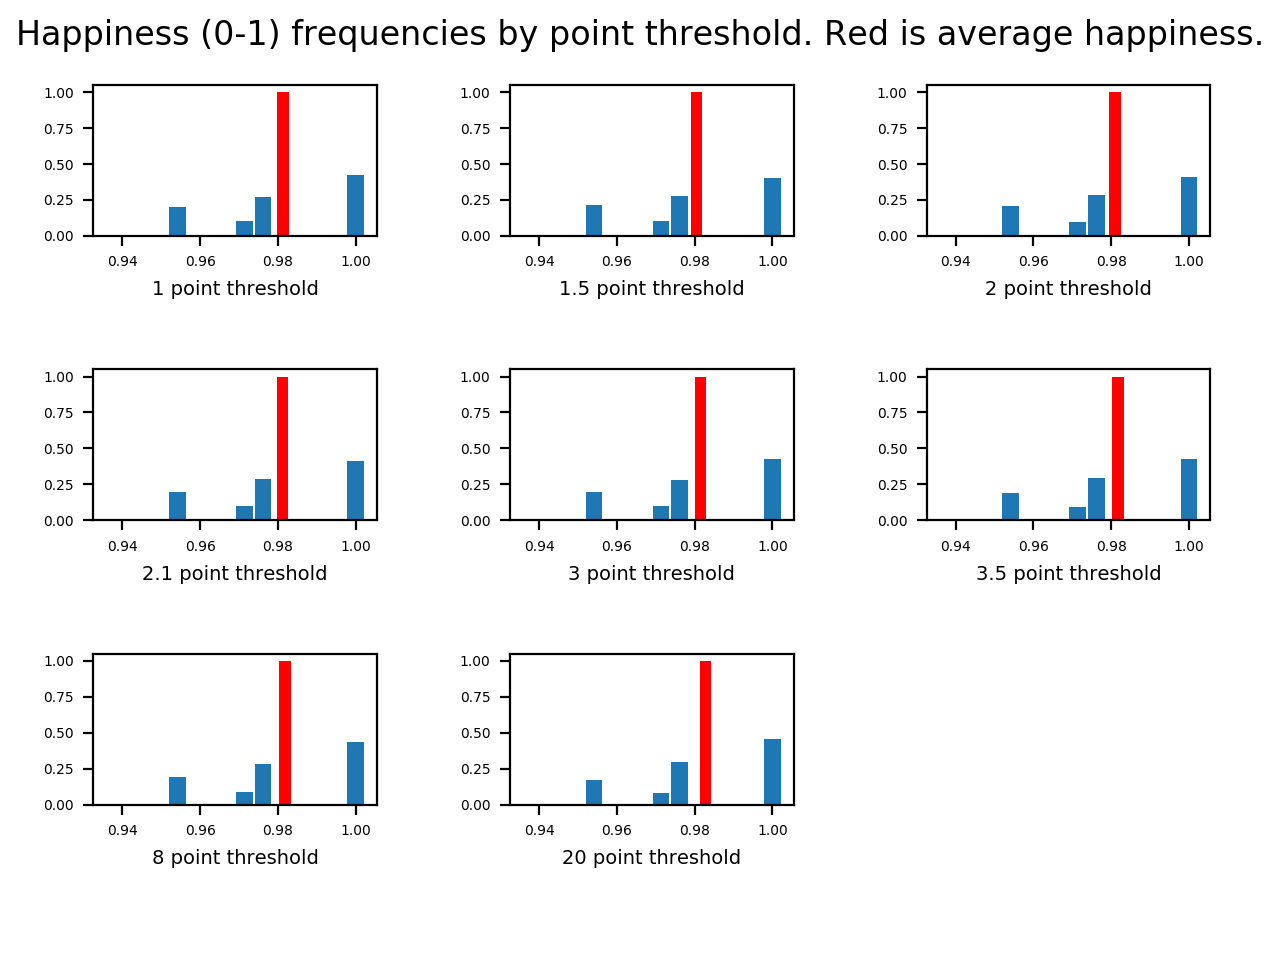 Happiness (0-1) frequencies by point threshold. Red is average happiness.
1.00 1.00 1.00
0.75 0.75 0.75
0.50 0.50 0.50
0.25 0.25 0.25
0.00 0.00 0.00
0.94 0.96 0.98 1.00 0.94 0.96 0.98 1.00 0.94 0.96 0.98 1.00
1 point threshold 1.5 point threshold 2 point threshold
1.00 1.00 1.00
0.75 0.75 0.75
0.50 0.50 0.50
0.25 0.25 0.25
0.00 0.00 0.00
0.94 0.96 0.98 1.00 0.94 0.96 0.98 1.00 0.94 0.96 0.98 1.00
2.1 point threshold 3 point threshold 3.5 point threshold
1.00 1.00
0.75 0.75
0.50 0.50
0.25 0.25
0.00 0.00
0.94 0.96 0.98 1.00 0.94 0.96 0.98 1.00
8 point threshold 20 point threshold